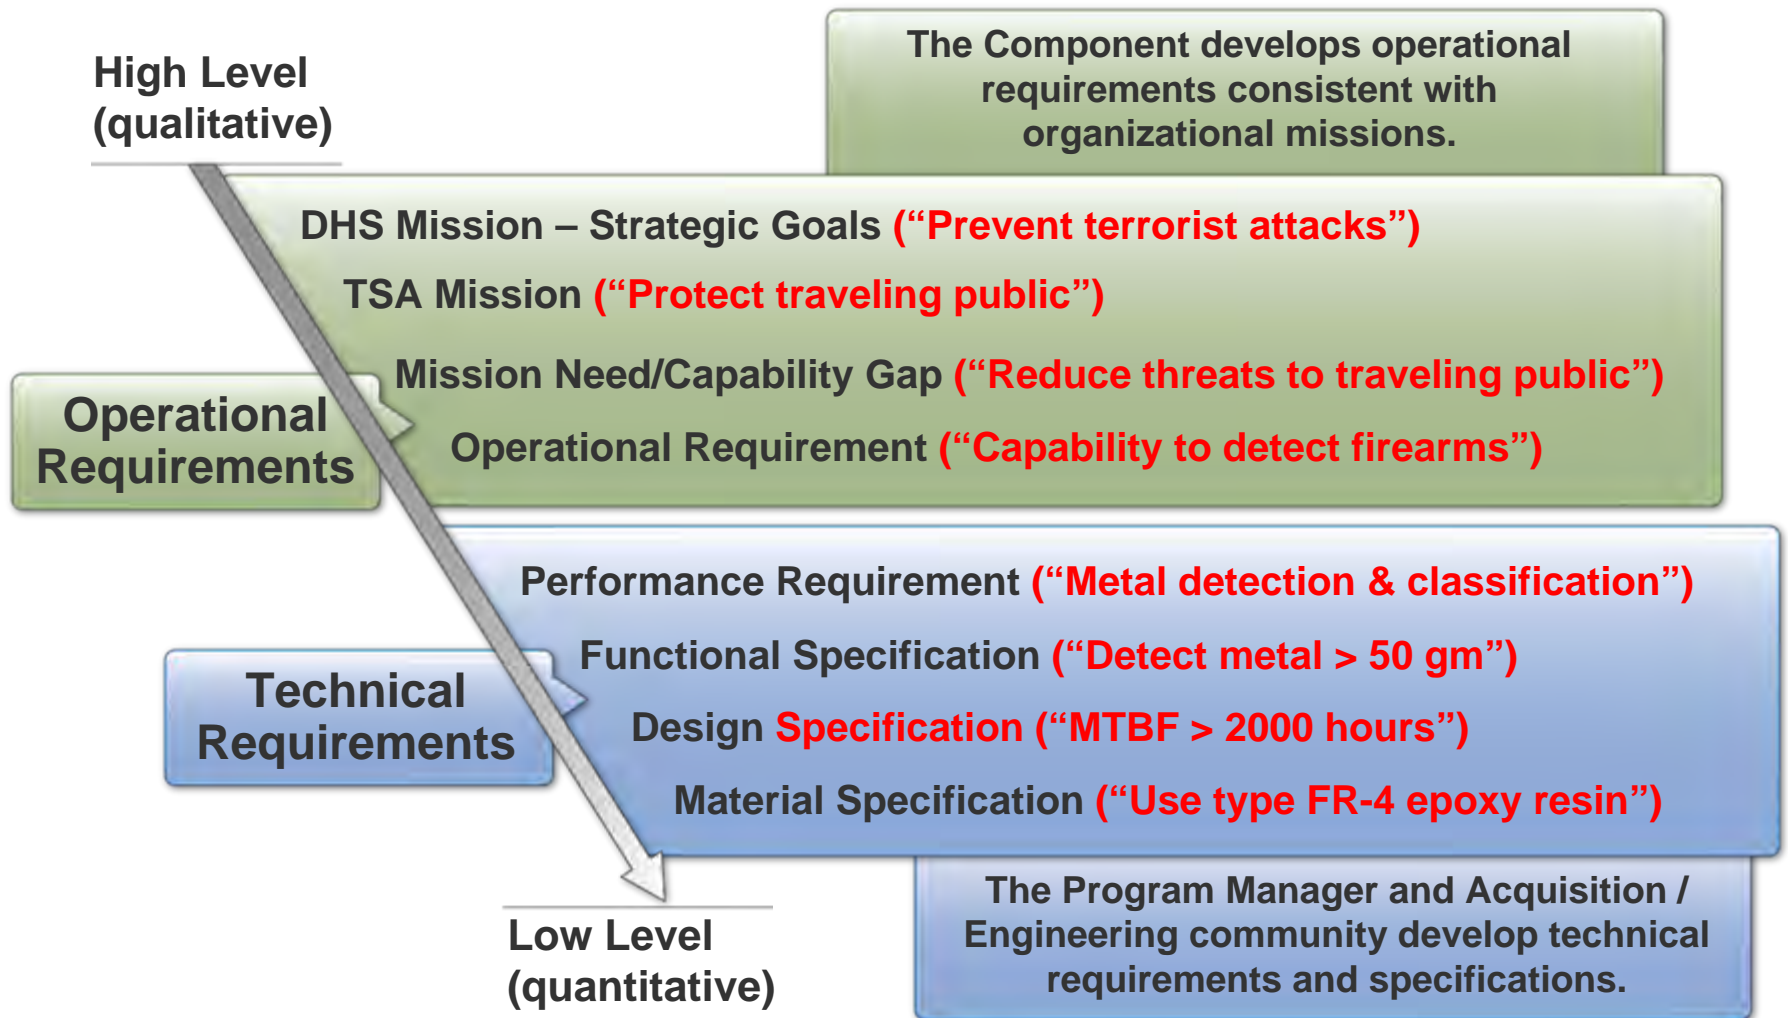 High Level
(qualitative)
The Component develops operational
requirements consistent with
organizational missions.
DHS Mission – Strategic Goals (“Prevent terrorist attacks”)
TSA Mission (“Protect traveling public”)
Mission Need/Capability Gap (“Reduce threats to traveling public”)
Operational Requirement (“Capability to detect firearms”)
Operational
Requirements
Performance Requirement (“Metal detection & classification”)
Functional Specification (“Detect metal > 50 gm”)
Design Specification (“MTBF > 2000 hours”)
Material Specification (“Use type FR-4 epoxy resin”)
Technical
Requirements
Low Level
(quantitative)
The Program Manager and Acquisition /
Engineering community develop technical
requirements and specifications.